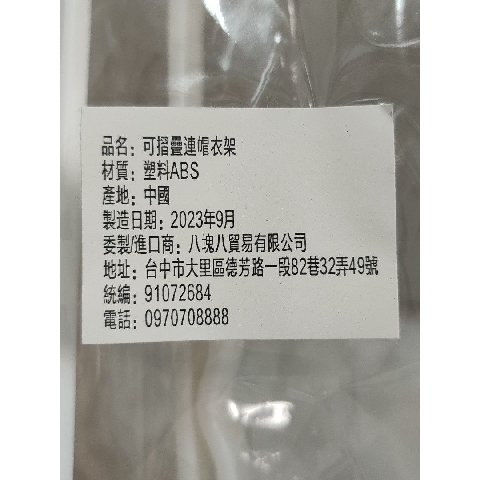 品名: 可摺疊連帽衣架
材質: 塑料ABS
產地: 中國
製造日期: 2023年9月
委製/進口商: 八塊八貿易有限公司
地址: 台中市大里區德芳路一段82巷32弄49號
統編: 91072684
電話: 0970708888